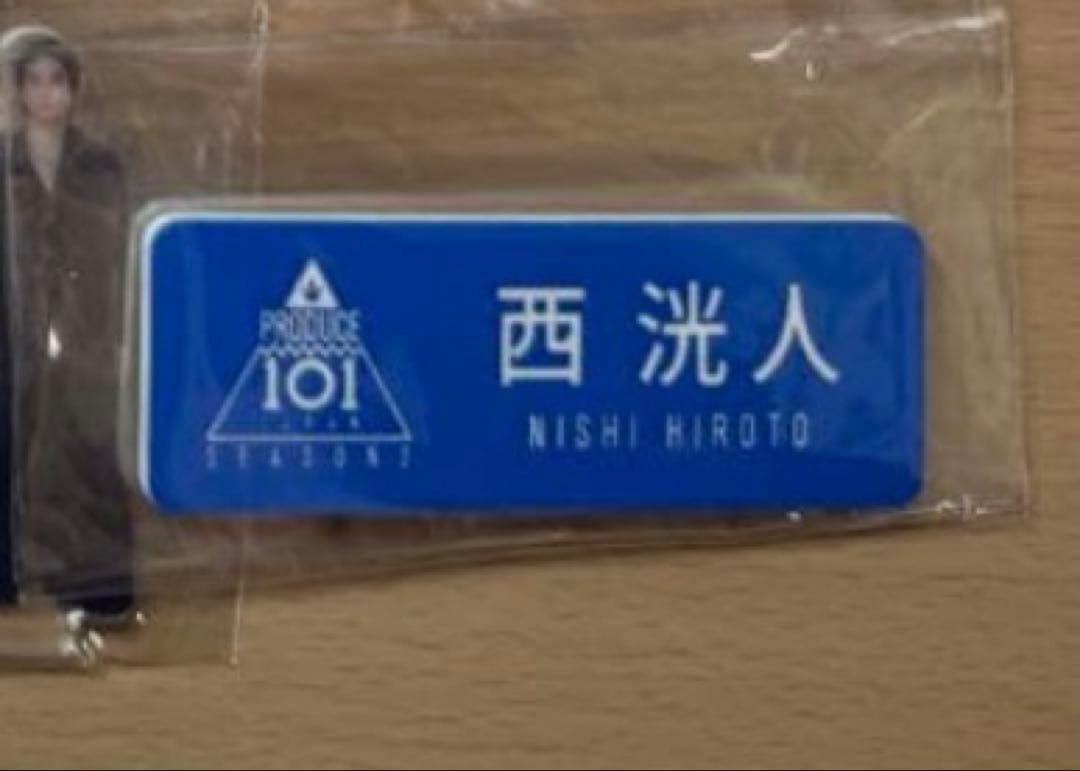 PRODUCE
101
JAPAN
SEASON2
西 洸人
NISHI HIROTO